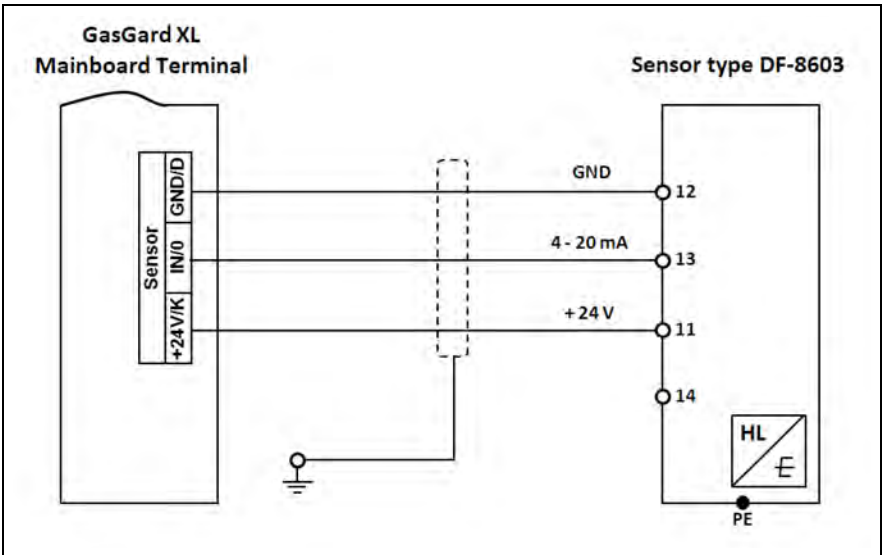 GasGard XL
Mainboard Terminal
Sensor type DF-8603
Sensor
GND/D
IN/0
+24V/K
GND
4 - 20 mA
+ 24 V
12
13
11
14
HL
E
PE